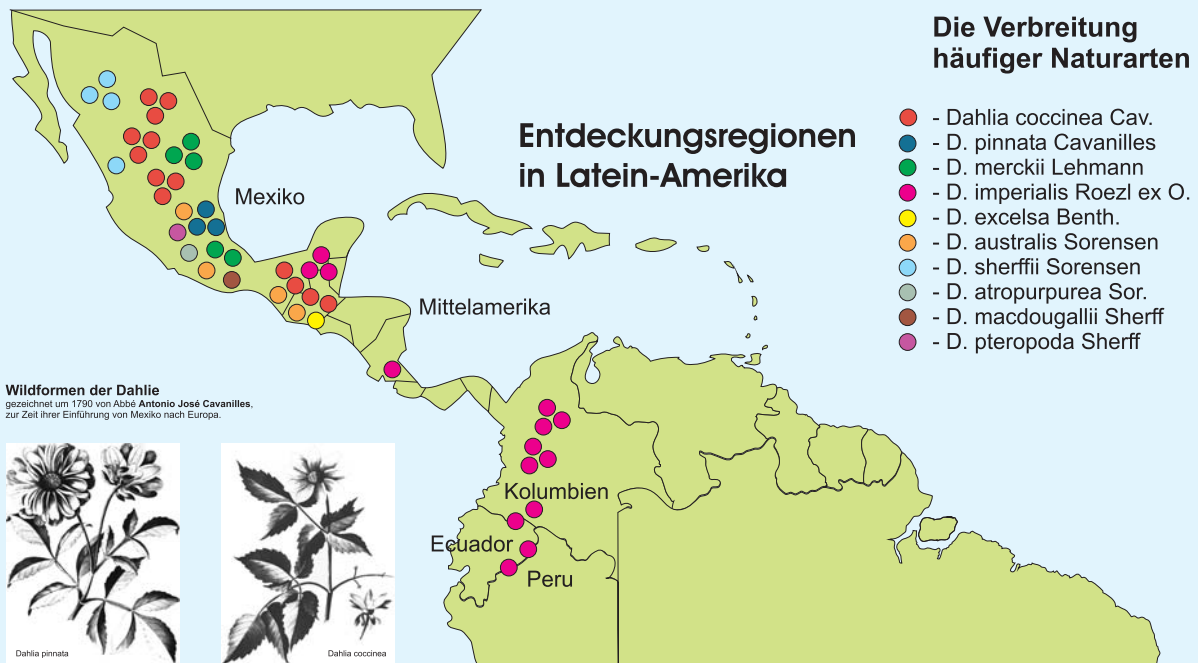 Die Verbreitung
häufiger Naturarten
- Dahlia coccinea Cav.
- D. pinnata Cavanilles
- D. merckii Lehmann
- D. imperialis Roezl ex O.
- D. excelsa Benth.
- D. australis Sorensen
- D. sherffii Sorensen
- D. atropurpurea Sor.
- D. macdougallii Sherff
- D. pteropoda Sherff
Entdeckungsregionen
in Latein-Amerika
Mexiko
Mittelamerika
Kolumbien
Ecuador
Peru
Wildformen der Dahlie
gezeichnet um 1790 von Abbé Antonio José Cavanilles,
zur Zeit ihrer Einführung von Mexiko nach Europa.
Dahlia pinnata
Dahlia coccinea